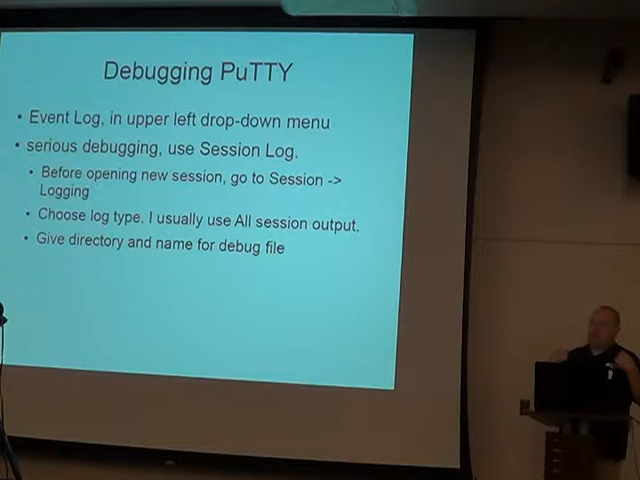 Debugging PuTTY
• Event Log, in upper left drop-down menu
• serious debugging, use Session Log.
• Before opening new session, go to Session ->
Logging
• Choose log type. I usually use All session output.
• Give directory and name for debug file